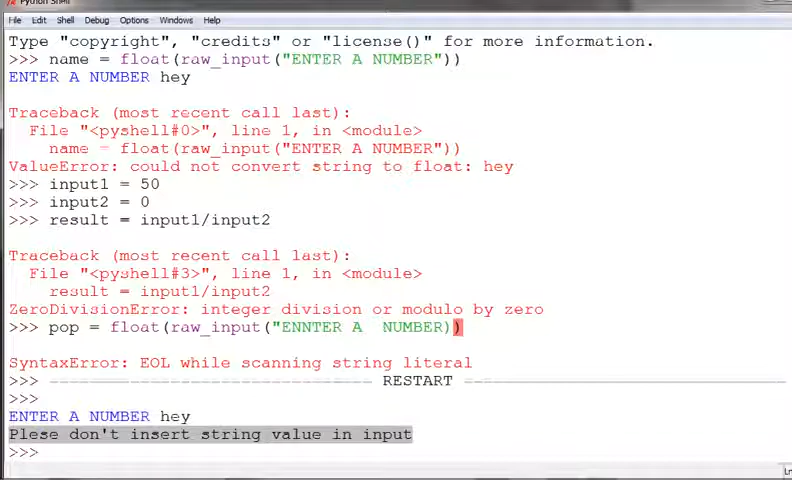 Python Shell
File Edit Shell Debug Options Windows Help
Type "copyright", "credits" or "license()" for more information.
>>> name = float(raw_input("ENTER A NUMBER"))
ENTER A NUMBER hey
Traceback (most recent call last):
File "<pyshell#0>", line 1, in <module>
name = float(raw_input("ENTER A NUMBER"))
ValueError: could not convert string to float: hey
>>> input1 = 50
>>> input2 = 0
>>> result = input1/input2
Traceback (most recent call last):
File "<pyshell#3>", line 1, in <module>
result = input1/input2
ZeroDivisionError: integer division or modulo by zero
>>> pop = float(raw_input("ENNTER A  NUMBER))
SyntaxError: EOL while scanning string literal
>>> RESTART
>>>
ENTER A NUMBER hey
Plese don't insert string value in input
>>>
Ln